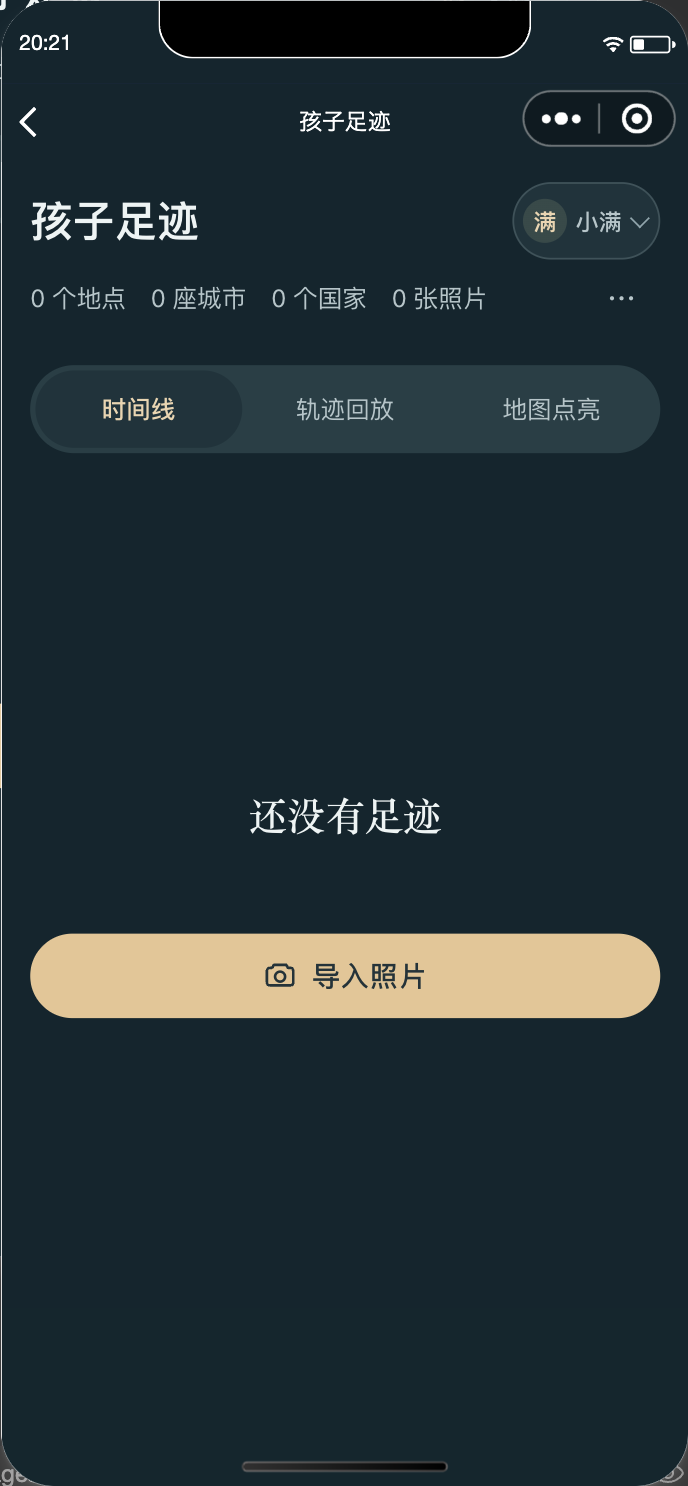 20:21
孩子足迹
孩子足迹
满 小满
0 个地点 0 座城市 0 个国家 0 张照片
时间线 轨迹回放 地图点亮
还没有足迹
导入照片